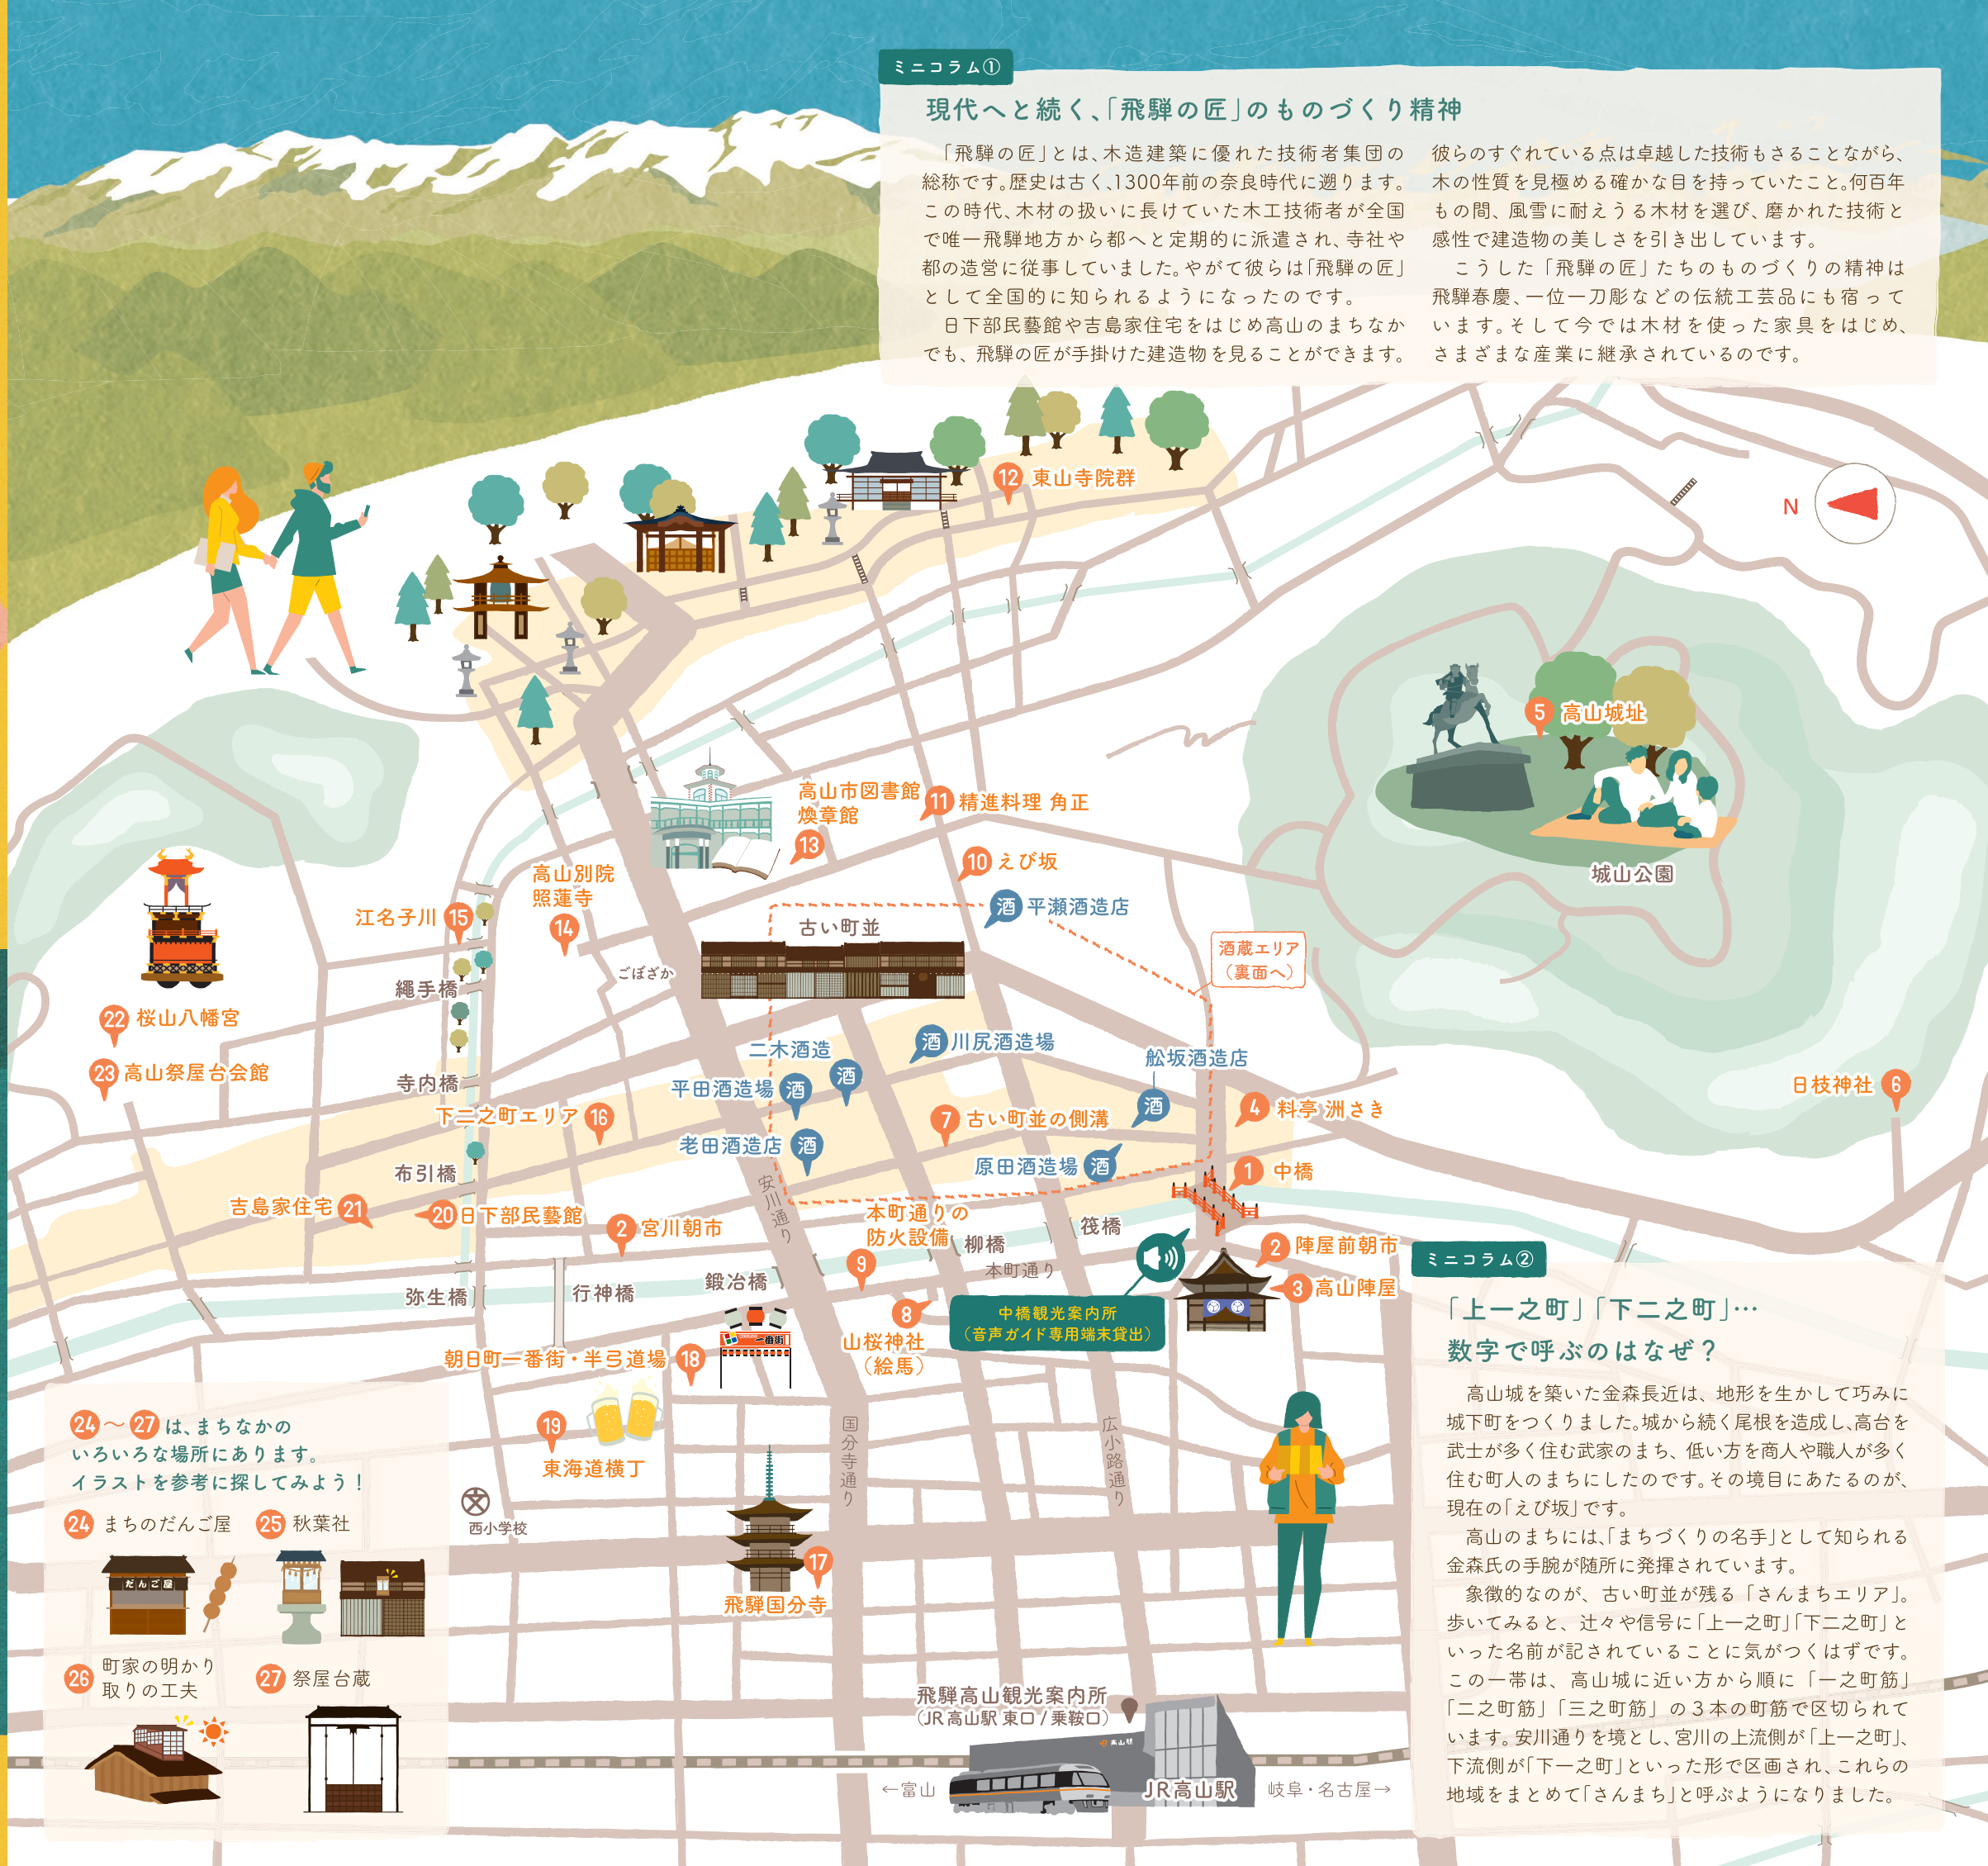 ミニコラム①
現代へと続く、「飛騨の匠」のものづくり精神
「飛騨の匠」とは、木造建築に優れた技術者集団の
総称です。歴史は古く、1300年前の奈良時代に遡ります。
この時代、木材の扱いに長けていた木工技術者が全国
で唯一飛騨地方から都へと定期的に派遣され、寺社や
都の造営に従事していました。やがて彼らは「飛騨の匠」
として全国的に知られるようになったのです。
日下部民藝館や吉島家住宅をはじめ高山のまちなか
でも、飛騨の匠が手掛けた建造物を見ることができます。
彼らのすぐれている点は卓越した技術もさることながら、
木の性質を見極める確かな目を持っていたこと。何百年
もの間、風雪に耐えうる木材を選び、磨かれた技術と
感性で建造物の美しさを引き出しています。
こうした「飛騨の匠」たちのものづくりの精神は
飛騨春慶、一位一刀彫などの伝統工芸品にも宿って
います。そして今では木材を使った家具をはじめ、
さまざまな産業に継承されているのです。
12 東山寺院群
N
5 高山城址
城山公園
高山市図書館
煥章館
13
11 精進料理 角正
10 えび坂
高山別院
照蓮寺
14
江名子川 15
酒 平瀬酒造店
古い町並
酒蔵エリア
（裏面へ）
ごぼざか
縄手橋
22 桜山八幡宮
23 高山祭屋台会館
寺内橋
二木酒造
酒
酒 川尻酒造場
舩坂酒造店
酒
平田酒造場 酒
下二之町エリア 16
7 古い町並の側溝
4 料亭 洲さき
日枝神社 6
老田酒造店 酒
原田酒造場 酒
布引橋
1 中橋
安川通り
吉島家住宅 21
20 日下部民藝館
2 宮川朝市
本町通りの
防火設備
9
柳橋
筏橋
本町通り
2 陣屋前朝市
3 高山陣屋
弥生橋
行神橋
鍛冶橋
8
山桜神社
（絵馬）
中橋観光案内所
（音声ガイド専用端末貸出）
一番街
朝日町一番街・半弓道場 18
19
東海道横丁
国分寺通り
広小路通り
文
西小学校
17
飛騨国分寺
24～27は、まちなかの
いろいろな場所にあります。
イラストを参考に探してみよう！
24 まちのだんご屋
25 秋葉社
だんご屋
26 町家の明かり
取りの工夫
27 祭屋台蔵
飛騨高山観光案内所
（JR高山駅 東口/乗鞍口）
高山駅
←富山
JR高山駅
岐阜・名古屋→
ミニコラム②
「上一之町」「下二之町」…
数字で呼ぶのはなぜ？
高山城を築いた金森長近は、地形を生かして巧みに
城下町をつくりました。城から続く尾根を造成し、高台を
武士が多く住む武家のまち、低い方を商人や職人が多く
住む町人のまちにしたのです。その境目にあたるのが、
現在の「えび坂」です。
高山のまちには、「まちづくりの名手」として知られる
金森氏の手腕が随所に発揮されています。
象徴的なのが、古い町並が残る「さんまちエリア」。
歩いてみると、辻々や信号に「上一之町」「下二之町」と
いった名前が記されていることに気がつくはずです。
この一帯は、高山城に近い方から順に「一之町筋」
「二之町筋」「三之町筋」の3本の町筋で区切られて
います。安川通りを境とし、宮川の上流側が「上一之町」、
下流側が「下一之町」といった形で区画され、これらの
地域をまとめて「さんまち」と呼ぶようになりました。